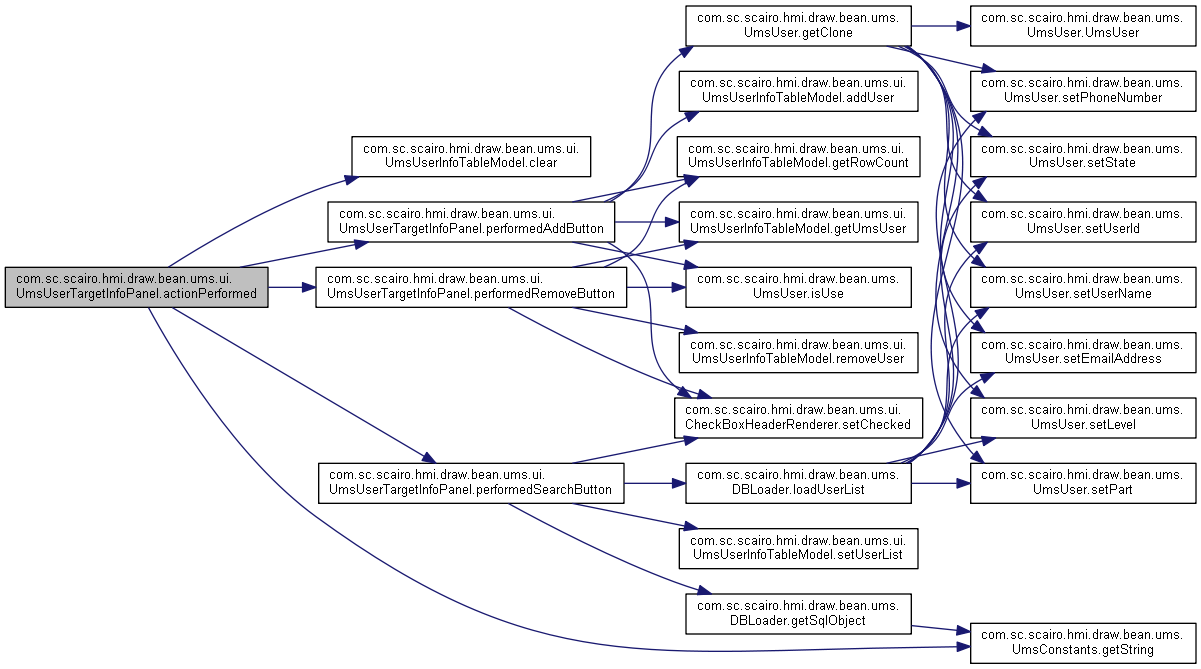 com.sc.scairo.hmi.draw.bean.ums.ui.
UmsUserTargetInfoPanel.actionPerformed
com.sc.scairo.hmi.draw.bean.ums.ui.
UmsUserInfoTableModel.clear
com.sc.scairo.hmi.draw.bean.ums.ui.
UmsUserTargetInfoPanel.performedAddButton
com.sc.scairo.hmi.draw.bean.ums.ui.
UmsUserTargetInfoPanel.performedRemoveButton
com.sc.scairo.hmi.draw.bean.ums.ui.
UmsUserTargetInfoPanel.performedSearchButton
com.sc.scairo.hmi.draw.bean.ums.
UmsUser.getClone
com.sc.scairo.hmi.draw.bean.ums.ui.
UmsUserInfoTableModel.addUser
com.sc.scairo.hmi.draw.bean.ums.ui.
UmsUserInfoTableModel.getRowCount
com.sc.scairo.hmi.draw.bean.ums.ui.
UmsUserInfoTableModel.getUmsUser
com.sc.scairo.hmi.draw.bean.ums.
UmsUser.isUse
com.sc.scairo.hmi.draw.bean.ums.ui.
UmsUserInfoTableModel.removeUser
com.sc.scairo.hmi.draw.bean.ums.ui.
CheckBoxHeaderRenderer.setChecked
com.sc.scairo.hmi.draw.bean.ums.
DBLoader.loadUserList
com.sc.scairo.hmi.draw.bean.ums.ui.
UmsUserInfoTableModel.setUserList
com.sc.scairo.hmi.draw.bean.ums.
DBLoader.getSqlObject
com.sc.scairo.hmi.draw.bean.ums.
UmsUser.UmsUser
com.sc.scairo.hmi.draw.bean.ums.
UmsUser.setPhoneNumber
com.sc.scairo.hmi.draw.bean.ums.
UmsUser.setState
com.sc.scairo.hmi.draw.bean.ums.
UmsUser.setUserId
com.sc.scairo.hmi.draw.bean.ums.
UmsUser.setUserName
com.sc.scairo.hmi.draw.bean.ums.
UmsUser.setEmailAddress
com.sc.scairo.hmi.draw.bean.ums.
UmsUser.setLevel
com.sc.scairo.hmi.draw.bean.ums.
UmsUser.setPart
com.sc.scairo.hmi.draw.bean.ums.
UmsConstants.getString